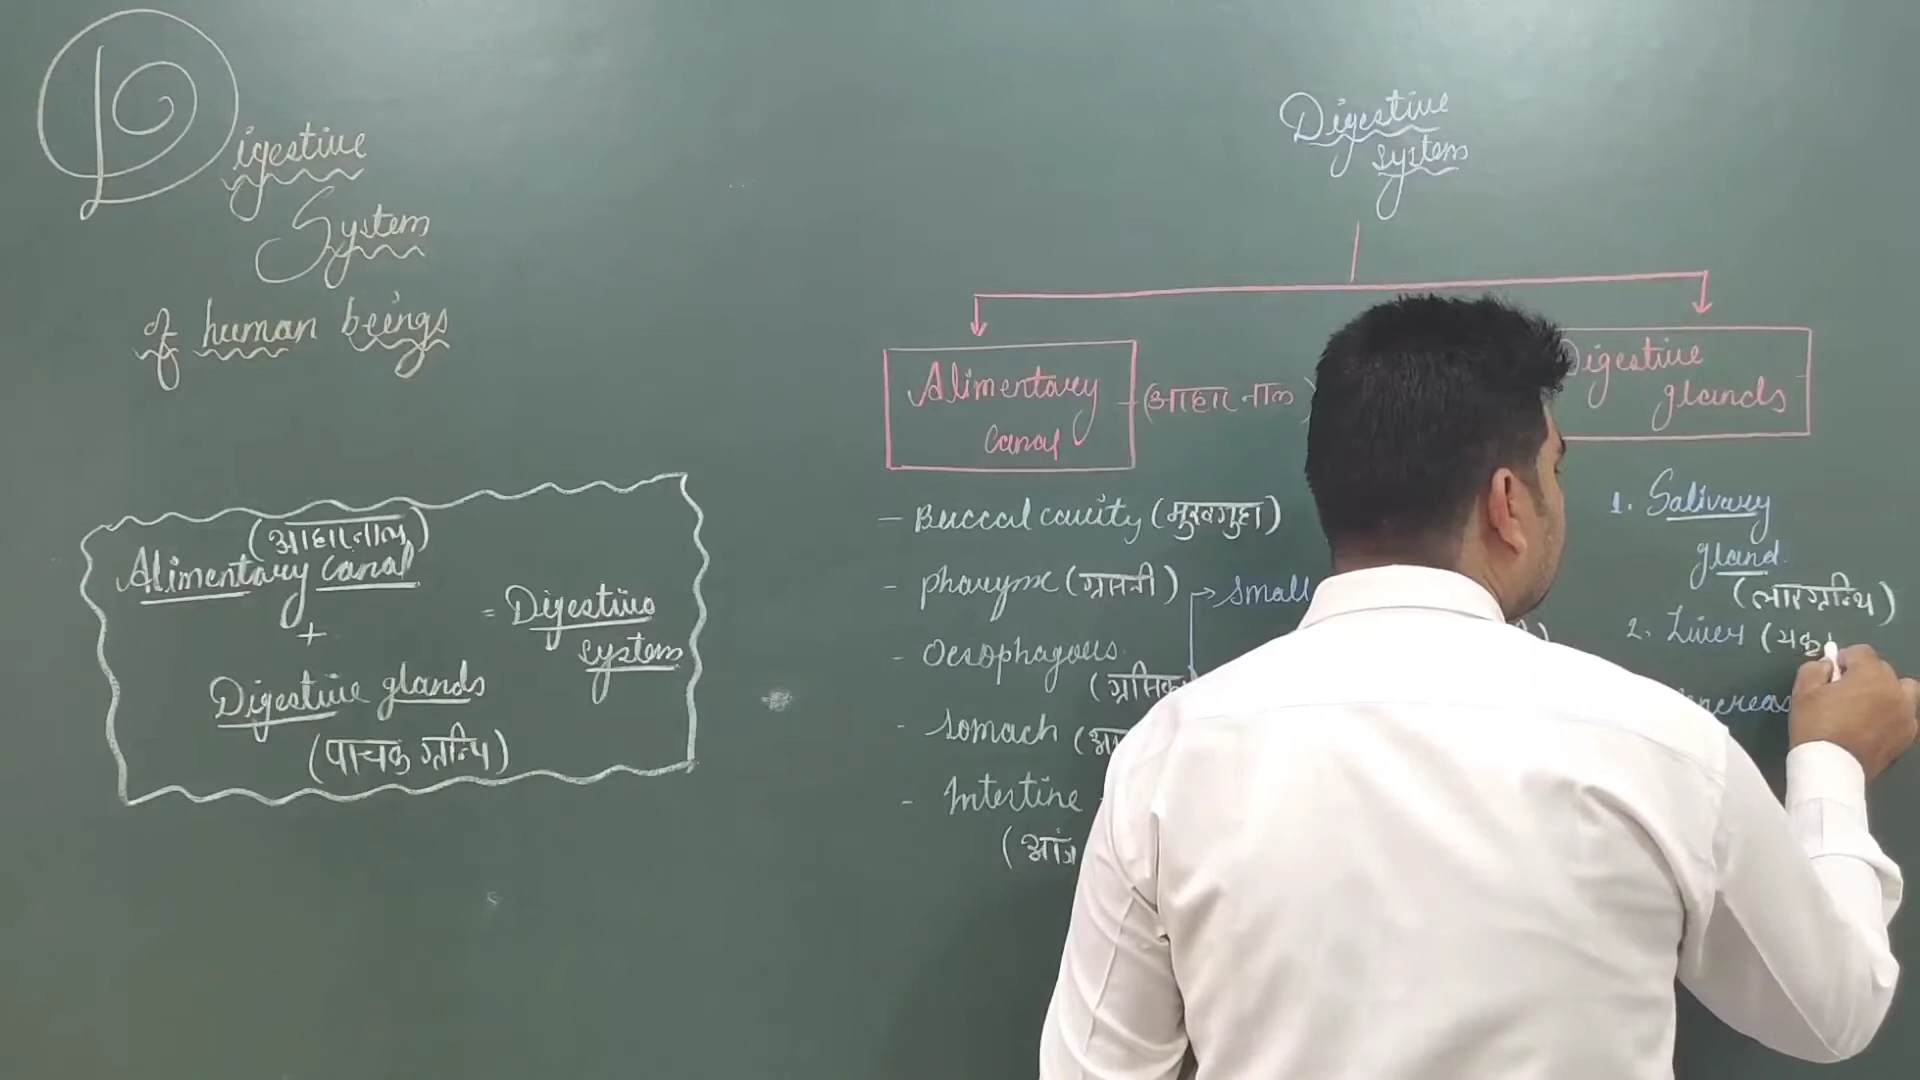 Digestive
System
of human beings
(आहारनाल)
Alimentary canal
+
= Digestive
system
Digestive glands
(पाचक ग्रन्थि)
Digestive
system
Alimentary
canal
(आहार नाल)
Digestive
glands
- Buccal cavity (मुखगुहा)
- pharynx (ग्रसनी)
→ Small
- Oesophagous
- Somach
- Intertine
1. Salivary
gland
(लारग्रन्थि)
2. Liver